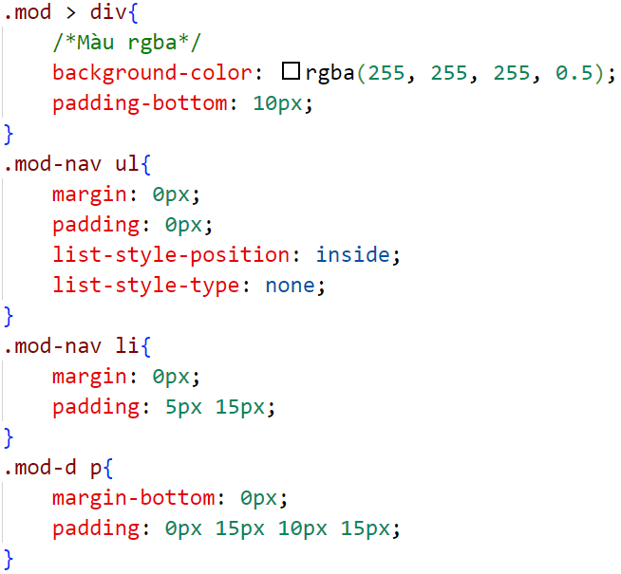 .mod > div{
/*Màu rgba*/
background-color: rgba(255, 255, 255, 0.5);
padding-bottom: 10px;
}
.mod-nav ul{
margin: 0px;
padding: 0px;
list-style-position: inside;
list-style-type: none;
}
.mod-nav li{
margin: 0px;
padding: 5px 15px;
}
.mod-d p{
margin-bottom: 0px;
padding: 0px 15px 10px 15px;
}